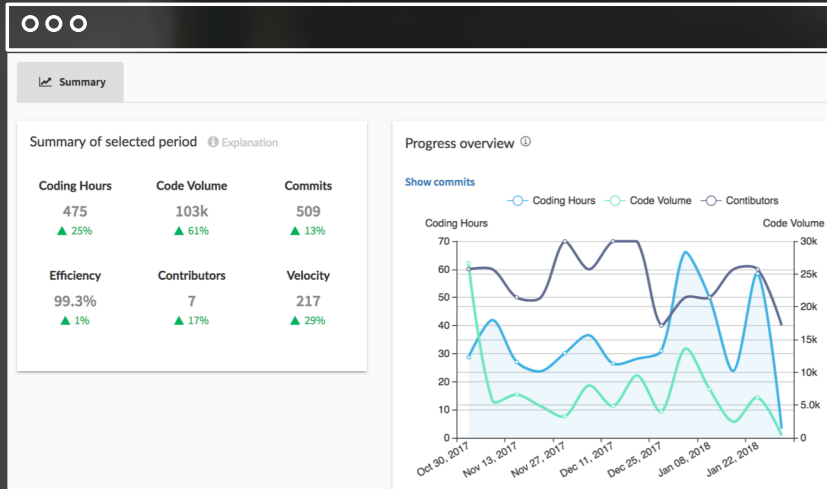 Summary
Summary of selected period Explanation
Coding Hours Code Volume Commits
475 103k 509
25% 61% 13%
Efficiency Contributors Velocity
99.3% 7 217
1% 17% 29%
Progress overview
Show commits
Coding Hours Code Volume Contibutors
Coding Hours Code Volume
70 30k
60 25k
50 20k
40 15k
30 10k
20 5.0k
10 0
0
Oct 30, 2017 Nov 13, 2017 Nov 27, 2017 Dec 11, 2017 Dec 25, 2017 Jan 08, 2018 Jan 22, 2018